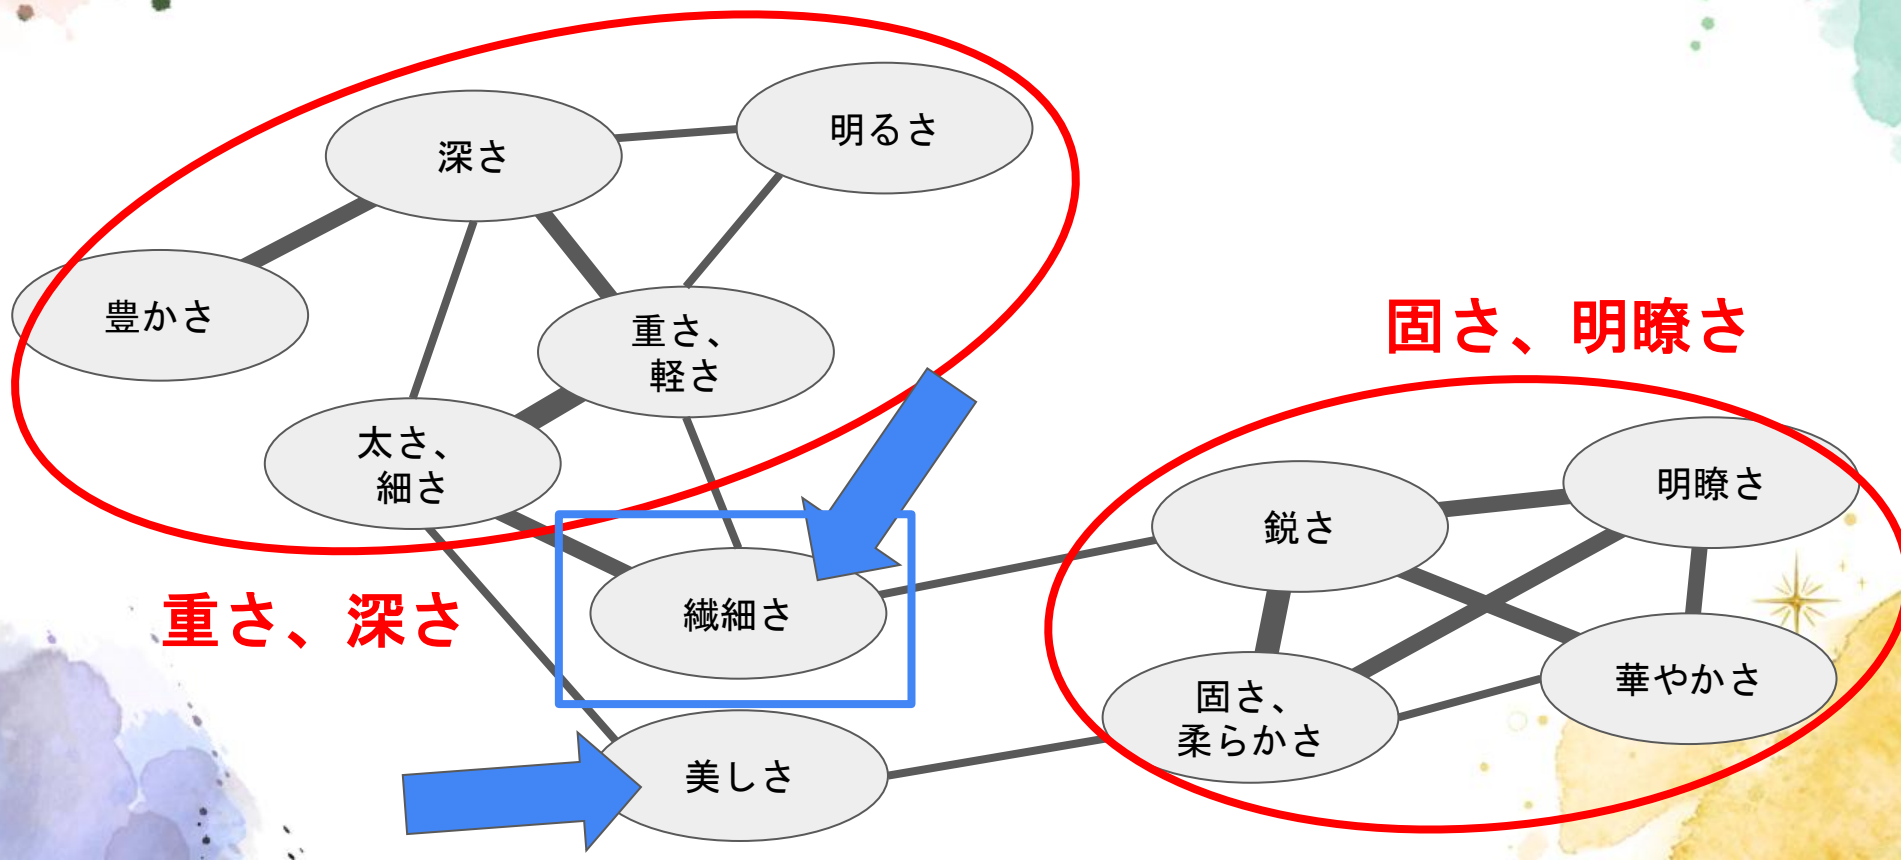 明るさ
深さ
豊かさ
重さ、
軽さ
固さ、明瞭さ
太さ、
細さ
明瞭さ
鋭さ
重さ、深さ
繊細さ
華やかさ
固さ、
柔らかさ
美しさ